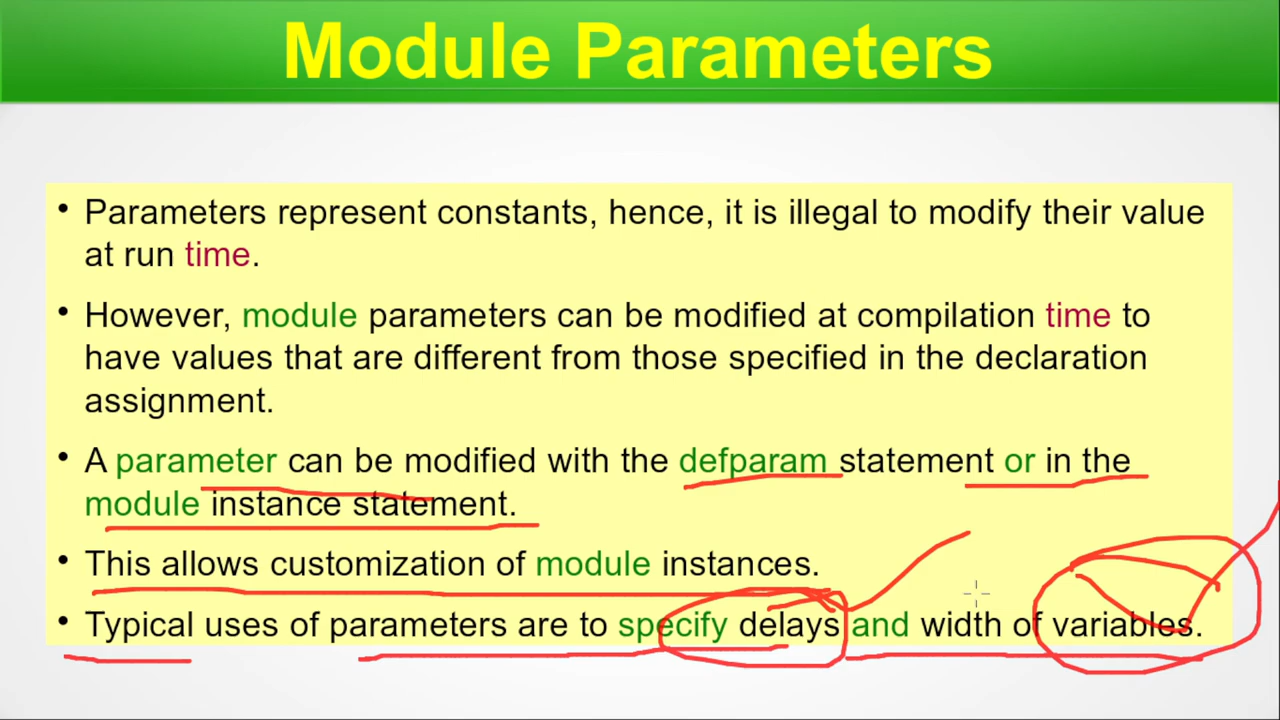 Module Parameters
• Parameters represent constants, hence, it is illegal to modify their value
at run time.
• However, module parameters can be modified at compilation time to
have values that are different from those specified in the declaration
assignment.
• A parameter can be modified with the defparam statement or in the
module instance statement.
• This allows customization of module instances.
• Typical uses of parameters are to specify delays and width of variables.